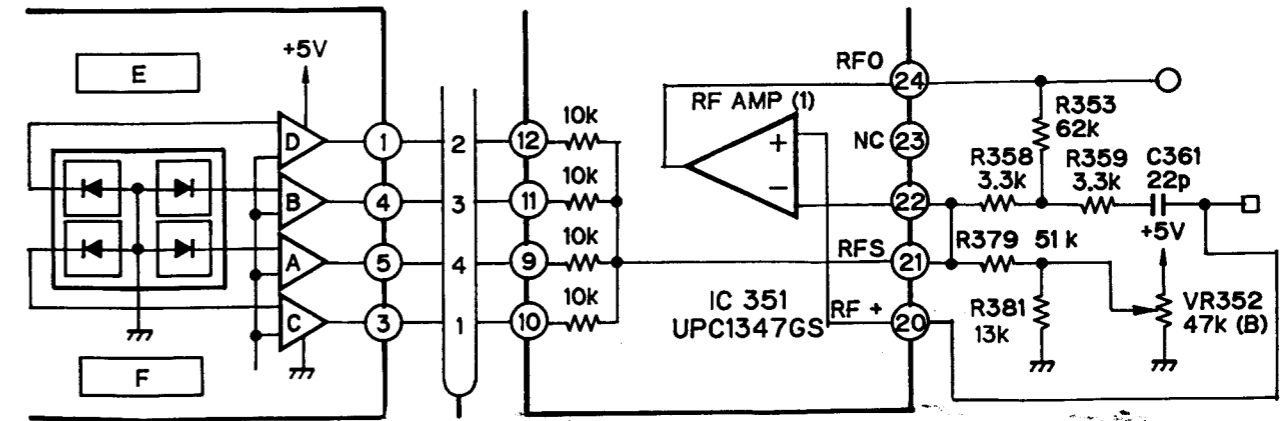 E
+5V
D
B
A
C
F
1
4
5
3
2
3
4
1
12
11
9
10
10k
10k
10k
10k
RF AMP (1)
+
−
IC 351
UPC1347GS
RFO
24
NC
23
22
RFS
21
RF +
20
R353
62k
R358
3.3k
R359
3.3k
C361
22p
R379 51k
R381
13k
+5V
VR352
47k (B)